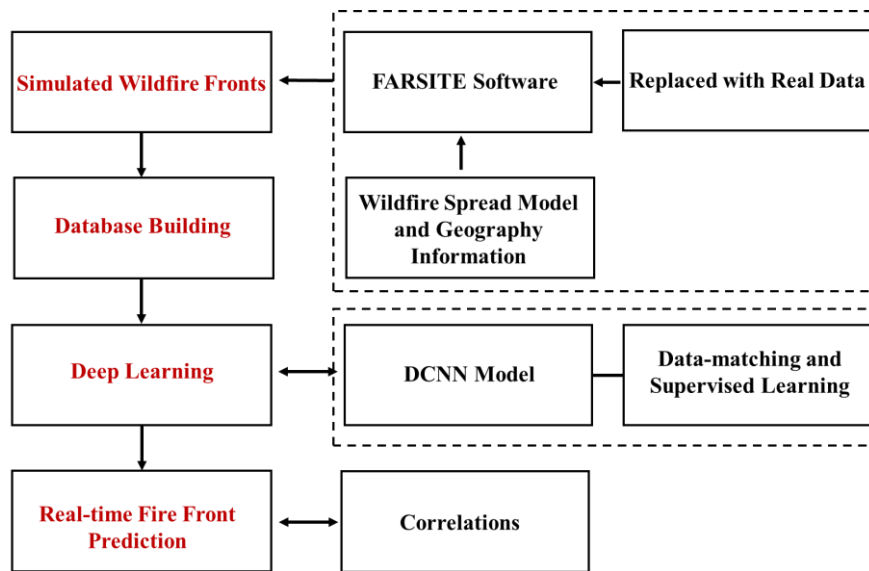 Simulated Wildfire Fronts
FARSITE Software
Replaced with Real Data
Database Building
Wildfire Spread Model
and Geography
Information
Deep Learning
DCNN Model
Data-matching and
Supervised Learning
Real-time Fire Front
Prediction
Correlations